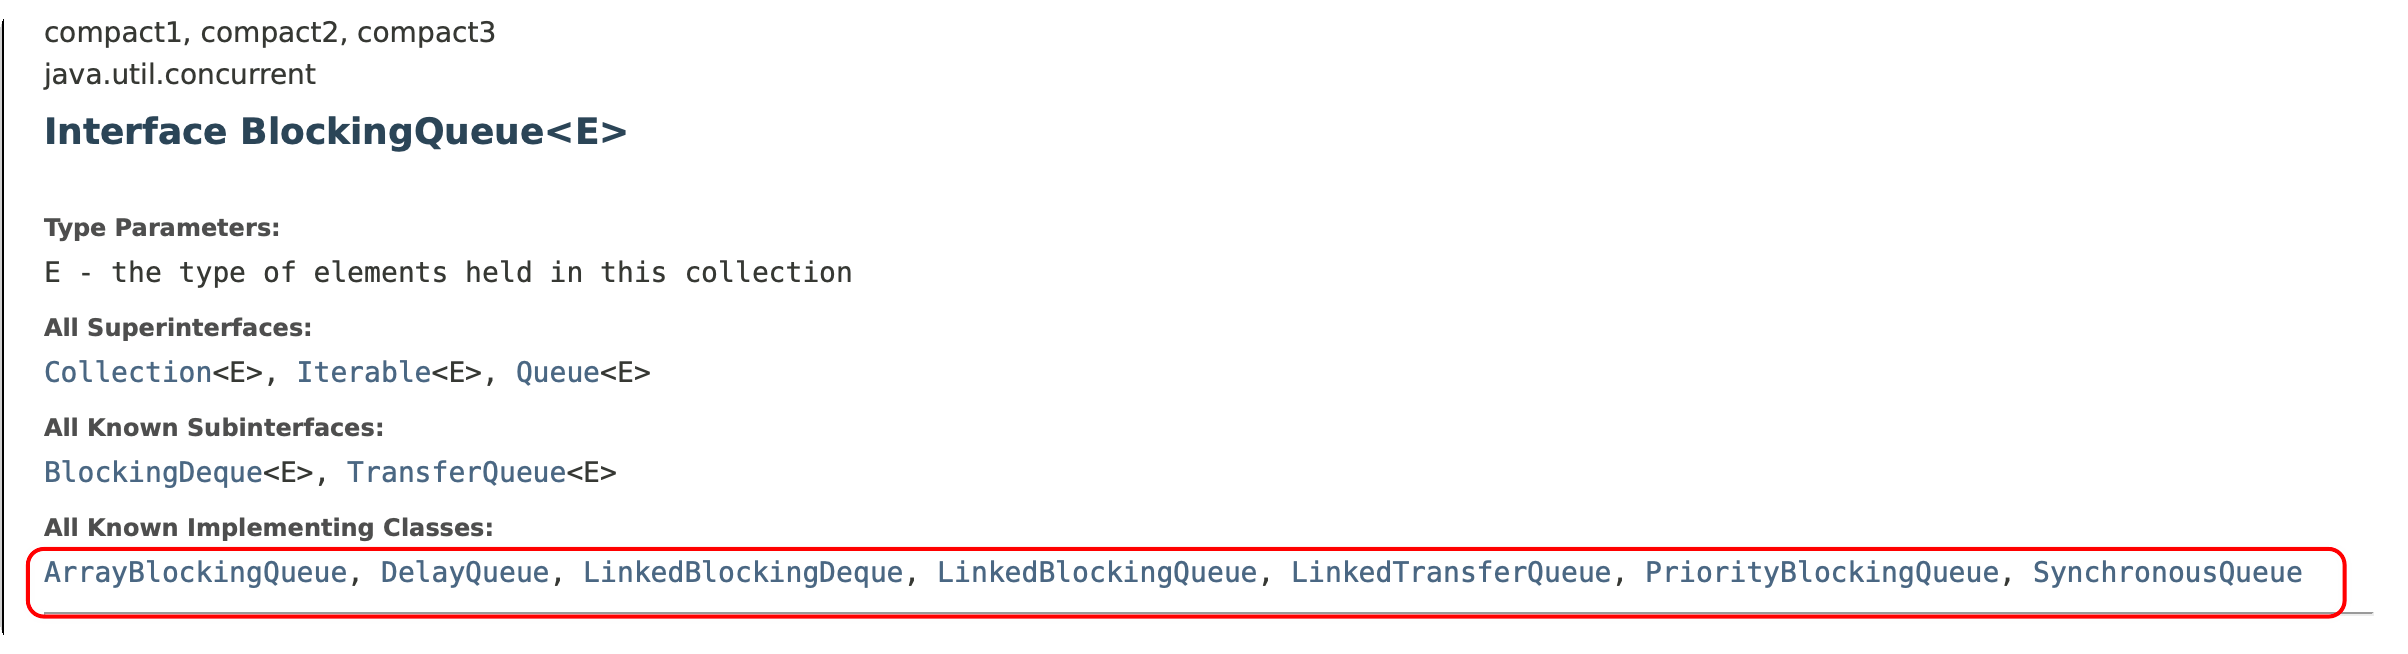 compact1, compact2, compact3
java.util.concurrent
Interface BlockingQueue<E>
Type Parameters:
E - the type of elements held in this collection
All Superinterfaces:
Collection<E>, Iterable<E>, Queue<E>
All Known Subinterfaces:
BlockingDeque<E>, TransferQueue<E>
All Known Implementing Classes:
ArrayBlockingQueue, DelayQueue, LinkedBlockingDeque, LinkedBlockingQueue, LinkedTransferQueue, PriorityBlockingQueue, SynchronousQueue